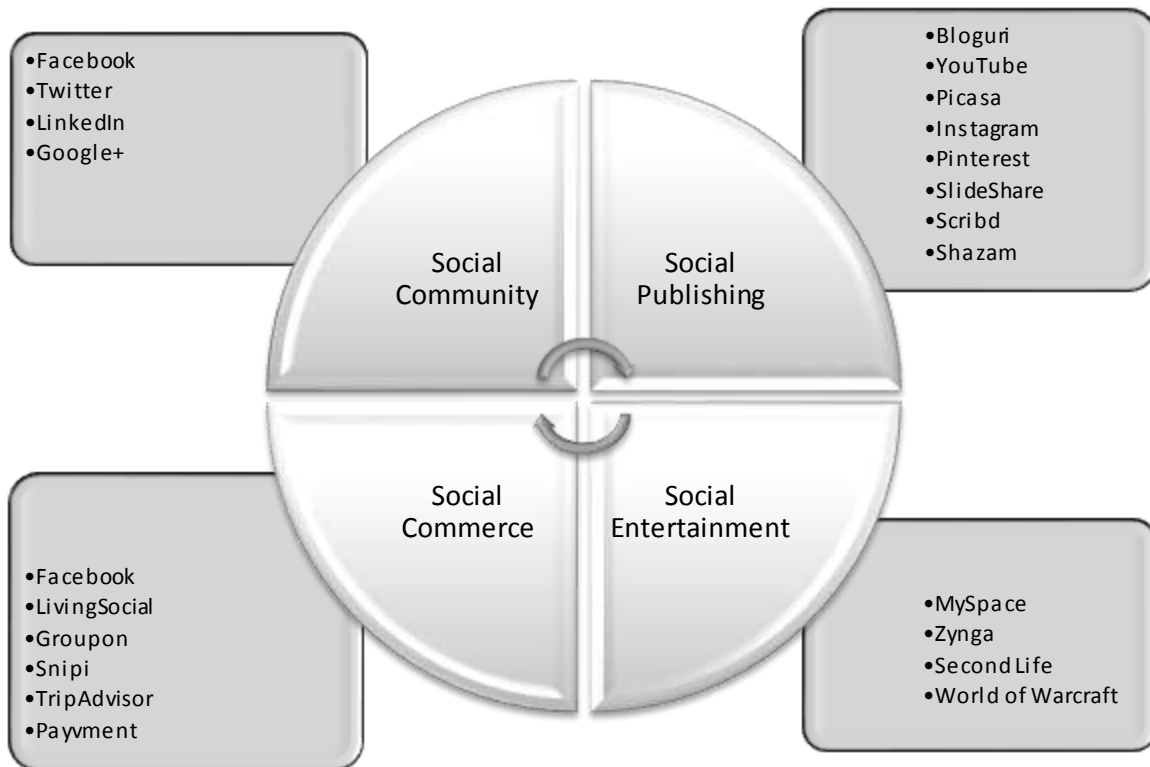 •Facebook
•Twitter
•LinkedIn
•Google+
•Bloguri
•YouTube
•Picasa
•Instagram
•Pinterest
•SlideShare
•Scribd
•Shazam
Social
Community
Social
Publishing
Social
Commerce
Social
Entertainment
•Facebook
•LivingSocial
•Groupon
•Snipi
•TripAdvisor
•Payvment
•MySpace
•Zynga
•Second Life
•World of Warcraft